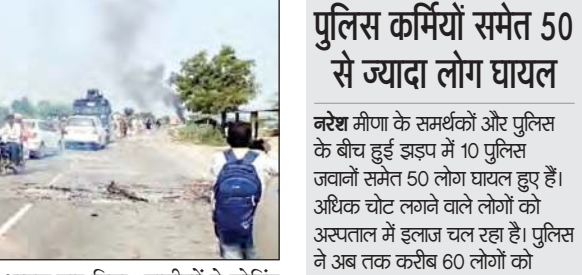 पुलिस कर्मियों समेत 50
से ज्यादा लोग घायल
नरेश मीणा के समर्थकों और पुलिस
के बीच हुई झड़प में 10 पुलिस
जवानों समेत 50 लोग घायल हुए हैं।
अधिक चोट लगने वाले लोगों को
अस्पताल में इलाज चल रहा है। पुलिस
ने अब तक करीब 60 लोगों को